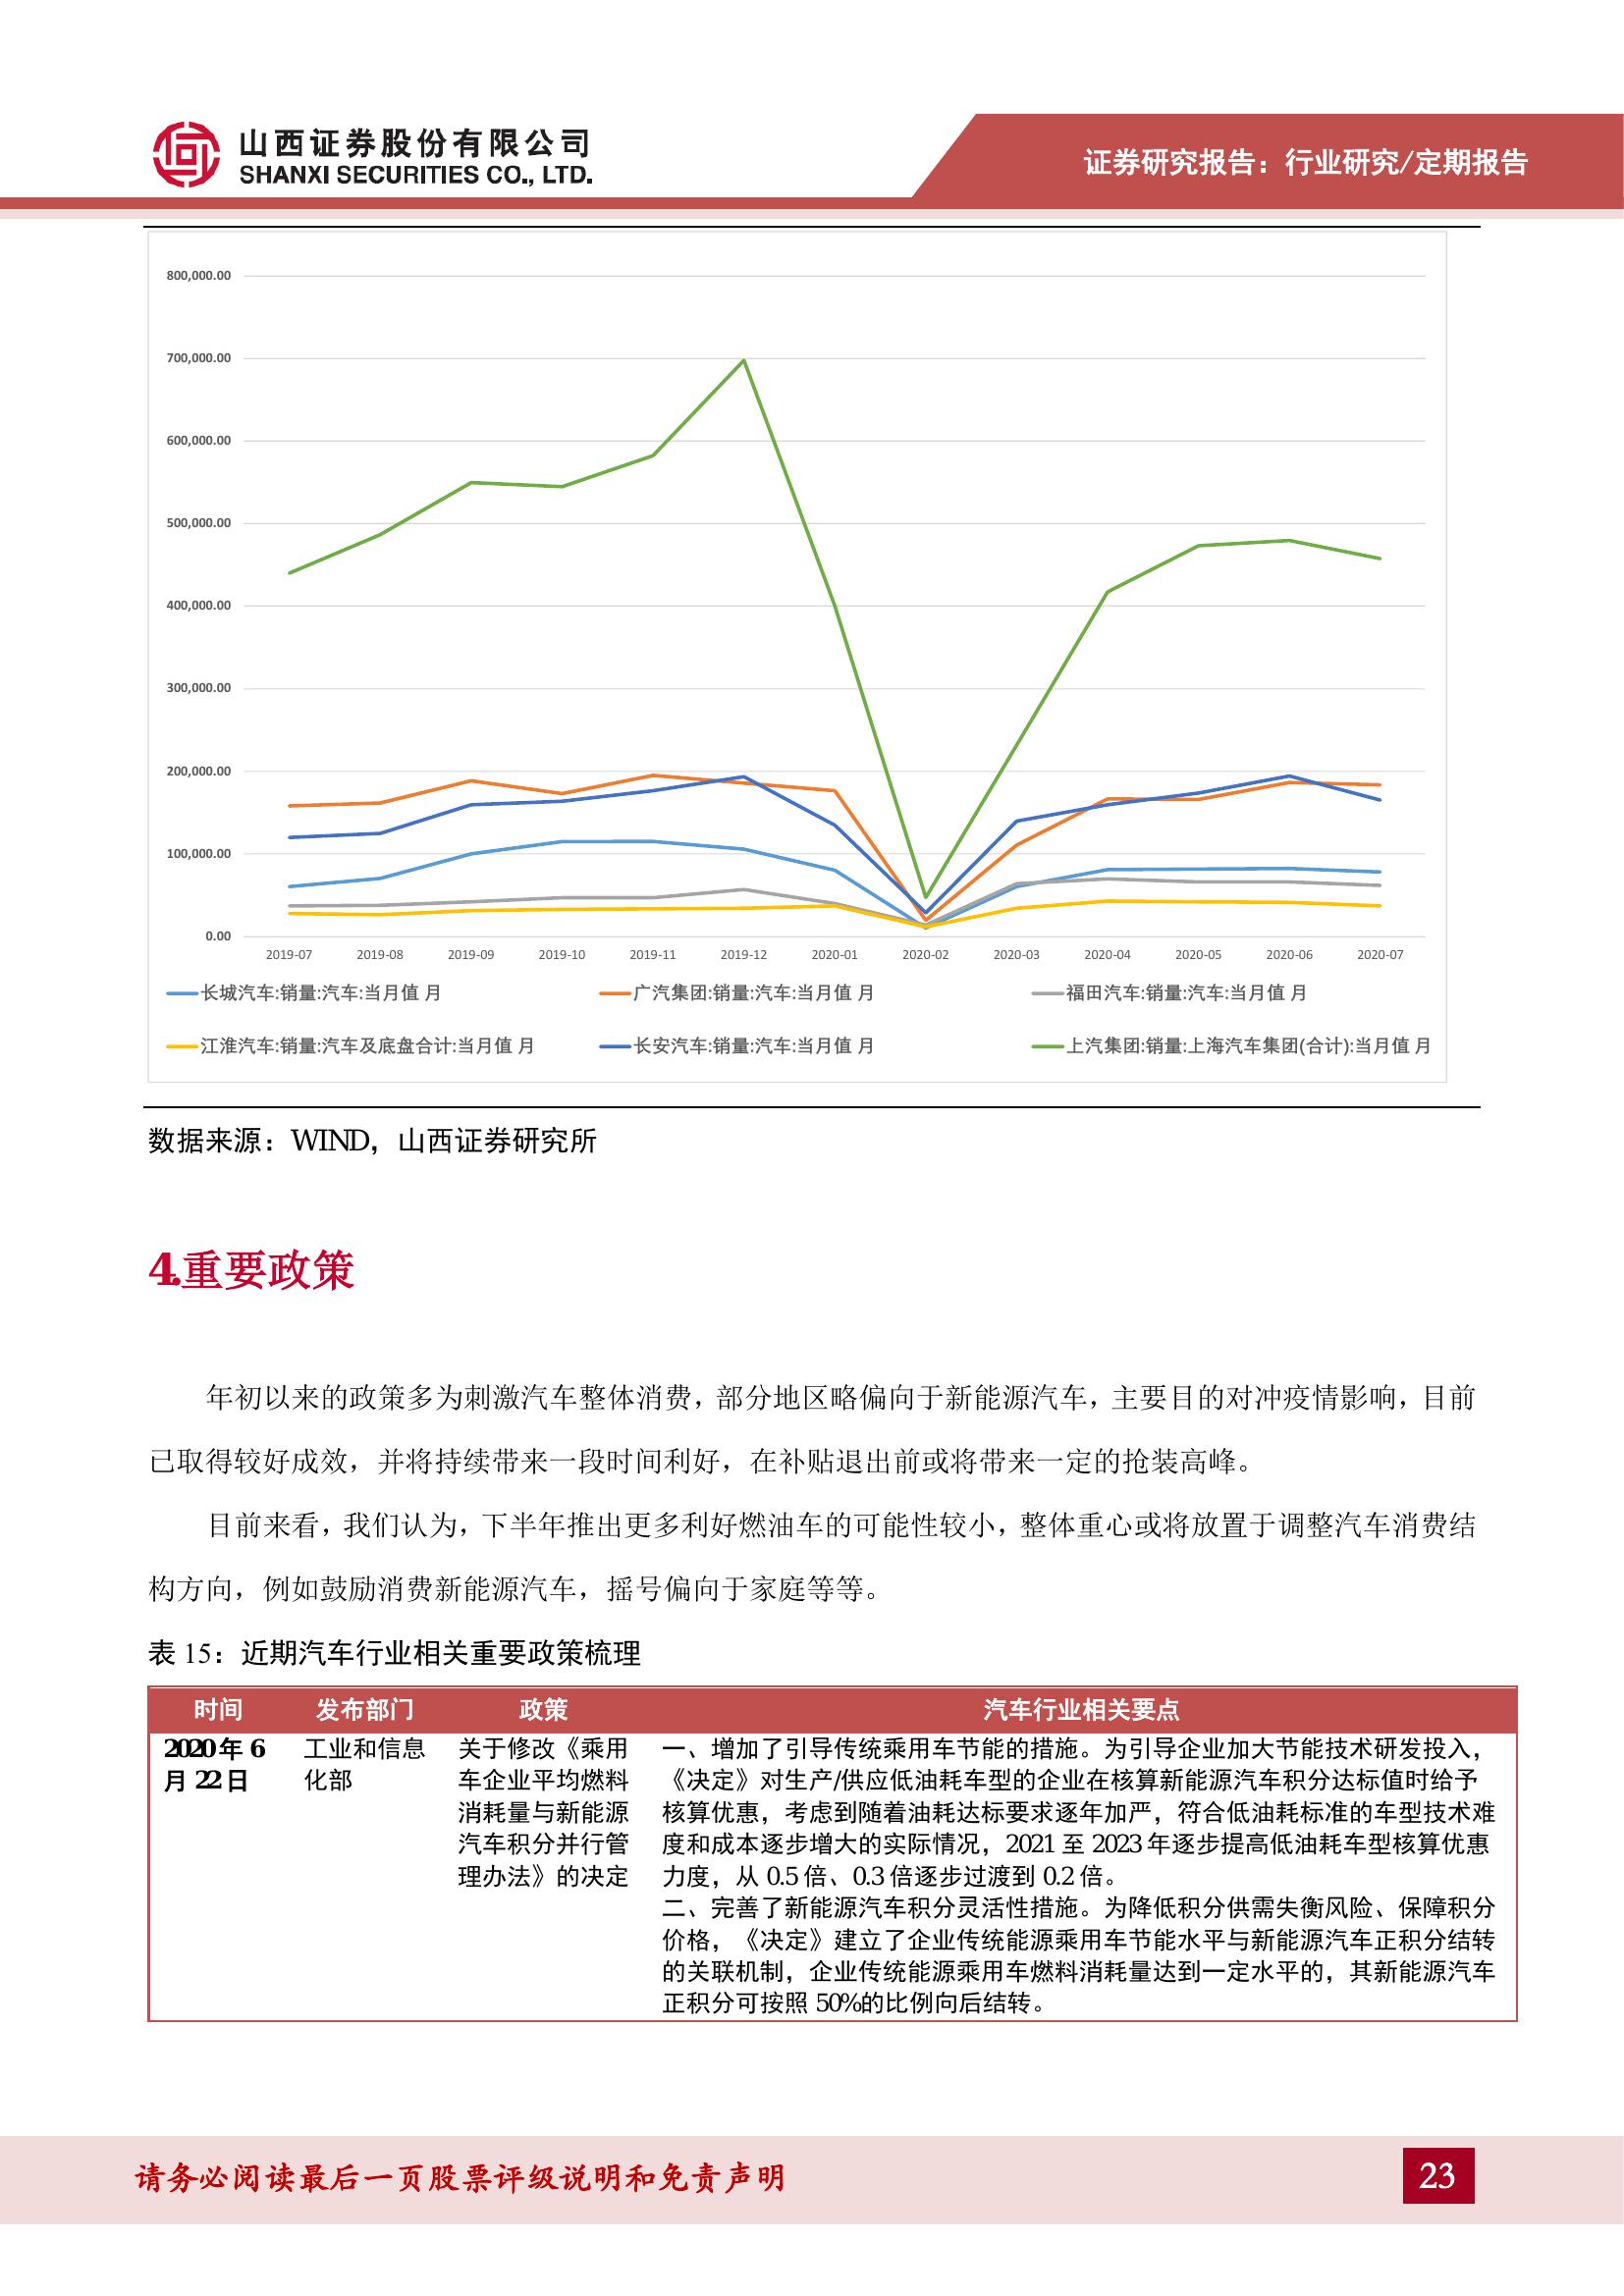 山西证券股份有限公司
SHANXI SECURITIES CO., LTD.
证券研究报告：行业研究/定期报告
800,000.00
700,000.00
600,000.00
500,000.00
400,000.00
300,000.00
200,000.00
100,000.00
0.00
2019-07 2019-08 2019-09 2019-10 2019-11 2019-12 2020-01 2020-02 2020-03 2020-04 2020-05 2020-06 2020-07
长城汽车:销量:汽车:当月值 月 广汽集团:销量:汽车:当月值 月 福田汽车:销量:汽车:当月值 月
江淮汽车:销量:汽车及底盘合计:当月值 月 长安汽车:销量:汽车:当月值 月 上汽集团:销量:上海汽车集团(合计):当月值 月
数据来源：WIND，山西证券研究所
4.重要政策
年初以来的政策多为刺激汽车整体消费，部分地区略偏向于新能源汽车，主要目的对冲疫情影响，目前
已取得较好成效，并将持续带来一段时间利好，在补贴退出前或将带来一定的抢装高峰。
目前来看，我们认为，下半年推出更多利好燃油车的可能性较小，整体重心或将放置于调整汽车消费结
构方向，例如鼓励消费新能源汽车，摇号偏向于家庭等等。
表 15：近期汽车行业相关重要政策梳理
时间 发布部门 政策 汽车行业相关要点
2020 年 6
月 22 日
工业和信息
化部
关于修改《乘用
车企业平均燃料
消耗量与新能源
汽车积分并行管
理办法》的决定
一、增加了引导传统乘用车节能的措施。为引导企业加大节能技术研发投入，
《决定》对生产/供应低油耗车型的企业在核算新能源汽车积分达标值时给予
核算优惠，考虑到随着油耗达标要求逐年加严，符合低油耗标准的车型技术难
度和成本逐步增大的实际情况，2021 至 2023 年逐步提高低油耗车型核算优惠
力度，从 0.5 倍、0.3 倍逐步过渡到 0.2 倍。
二、完善了新能源汽车积分灵活性措施。为降低积分供需失衡风险、保障积分
价格，《决定》建立了企业传统能源乘用车节能水平与新能源汽车正积分结转
的关联机制，企业传统能源乘用车燃料消耗量达到一定水平的，其新能源汽车
正积分可按照 50%的比例向后结转。
请务必阅读最后一页股票评级说明和免责声明
23